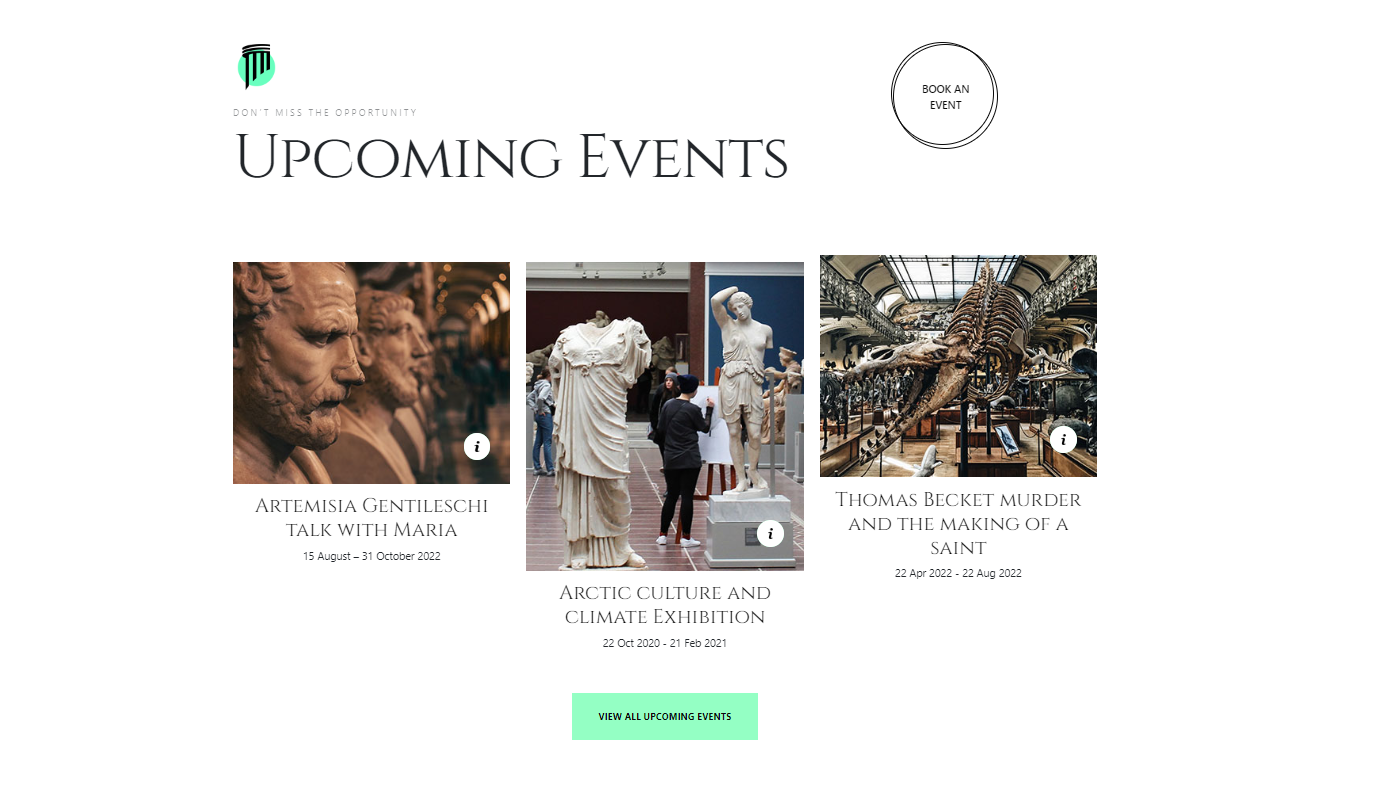 DON'T MISS THE OPPORTUNITY
Upcoming Events
BOOK AN
EVENT
i
Artemisia Gentileschi
talk with Maria
15 August – 31 October 2022
i
Arctic culture and
climate Exhibition
22 Oct 2020 - 21 Feb 2021
i
Thomas Becket murder
and the making of a
saint
22 Apr 2022 - 22 Aug 2022
VIEW ALL UPCOMING EVENTS